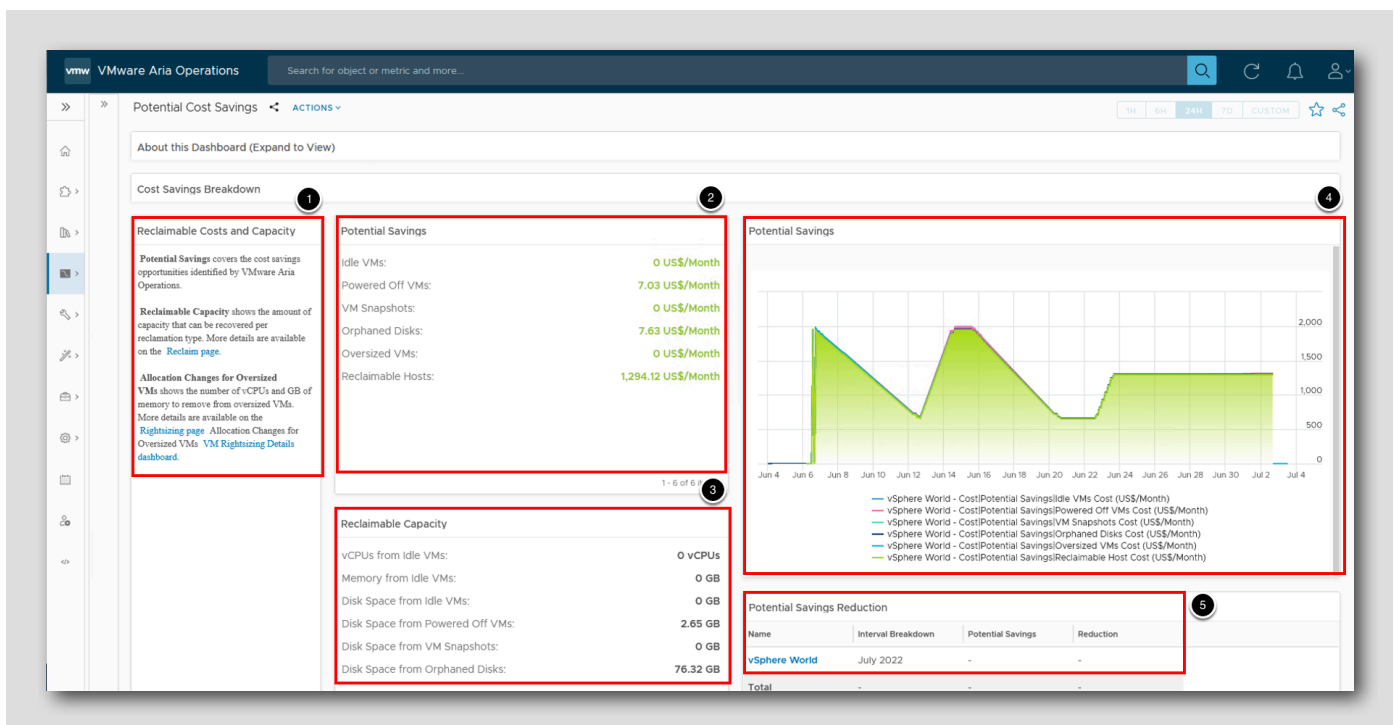 vmw VMware Aria Operations Search for object or metric and more...
Potential Cost Savings ACTIONS
1H 6H 24H 7D CUSTOM
About this Dashboard (Expand to View)
Cost Savings Breakdown
1
Reclaimable Costs and Capacity
Potential Savings covers the cost savings
opportunities identified by VMware Aria
Operations.
Reclaimable Capacity shows the amount of
capacity that can be recovered per
reclamation type. More details are available
on the Reclaim page.
Allocation Changes for Oversized
VMs shows the number of vCPUs and GB of
memory to remove from oversized VMs.
More details are available on the
Rightsizing page Allocation Changes for
Oversized VMs VM Rightsizing Details
dashboard.
2
Potential Savings
Idle VMs: 0 US$/Month
Powered Off VMs: 7.03 US$/Month
VM Snapshots: 0 US$/Month
Orphaned Disks: 7.63 US$/Month
Oversized VMs: 0 US$/Month
Reclaimable Hosts: 1,294.12 US$/Month
1 - 6 of 6
3
Reclaimable Capacity
vCPUs from Idle VMs: 0 vCPUs
Memory from Idle VMs: 0 GB
Disk Space from Idle VMs: 0 GB
Disk Space from Powered Off VMs: 2.65 GB
Disk Space from VM Snapshots: 0 GB
Disk Space from Orphaned Disks: 76.32 GB
4
Potential Savings
2,000
1,500
1,000
500
0
Jun 4 Jun 6 Jun 8 Jun 10 Jun 12 Jun 14 Jun 16 Jun 18 Jun 20 Jun 22 Jun 24 Jun 26 Jun 28 Jun 30 Jul 2 Jul 4
vSphere World - Cost|Potential Savings|Idle VMs Cost (US$/Month)
vSphere World - Cost|Potential Savings|Powered Off VMs Cost (US$/Month)
vSphere World - Cost|Potential Savings|VM Snapshots Cost (US$/Month)
vSphere World - Cost|Potential Savings|Orphaned Disks Cost (US$/Month)
vSphere World - Cost|Potential Savings|Oversized VMs Cost (US$/Month)
vSphere World - Cost|Potential Savings|Reclaimable Host Cost (US$/Month)
5
Potential Savings Reduction
Name Interval Breakdown Potential Savings Reduction
vSphere World July 2022 - -
Total - - -